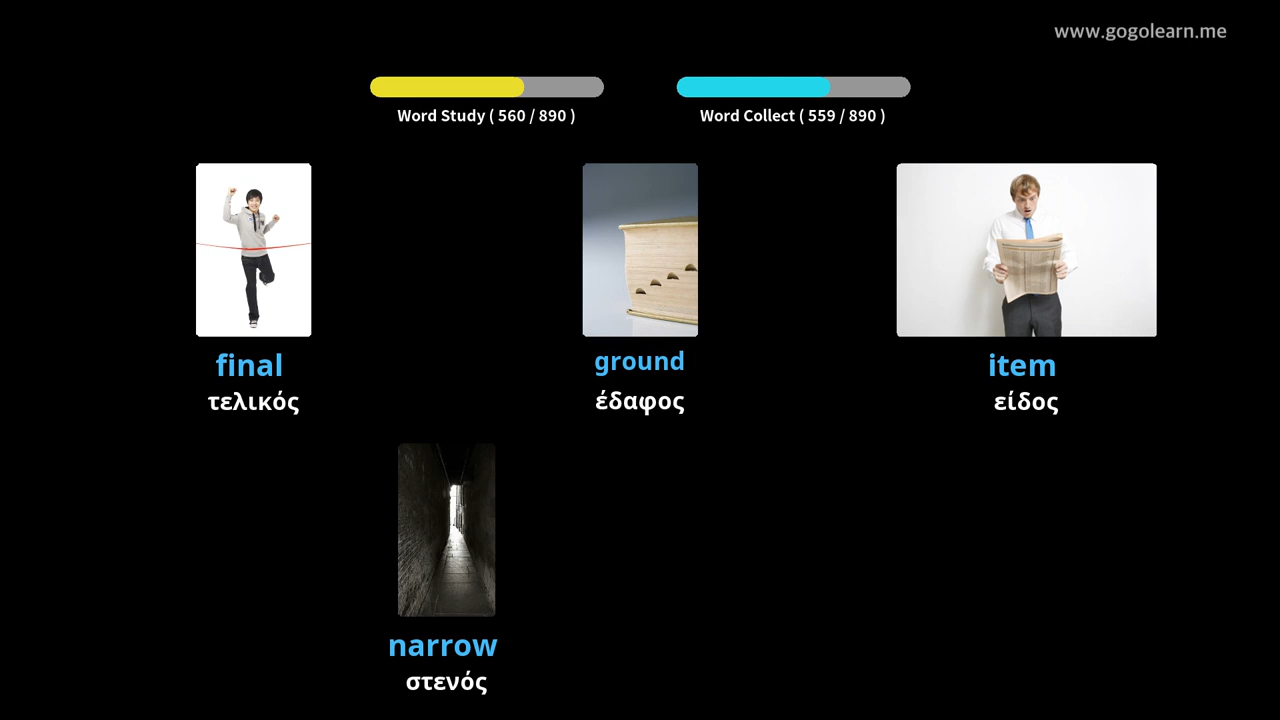 www.gogolearn.me
Word Study ( 560 / 890 )
Word Collect ( 559 / 890 )
final
τελικός
ground
έδαφος
item
είδος
narrow
στενός